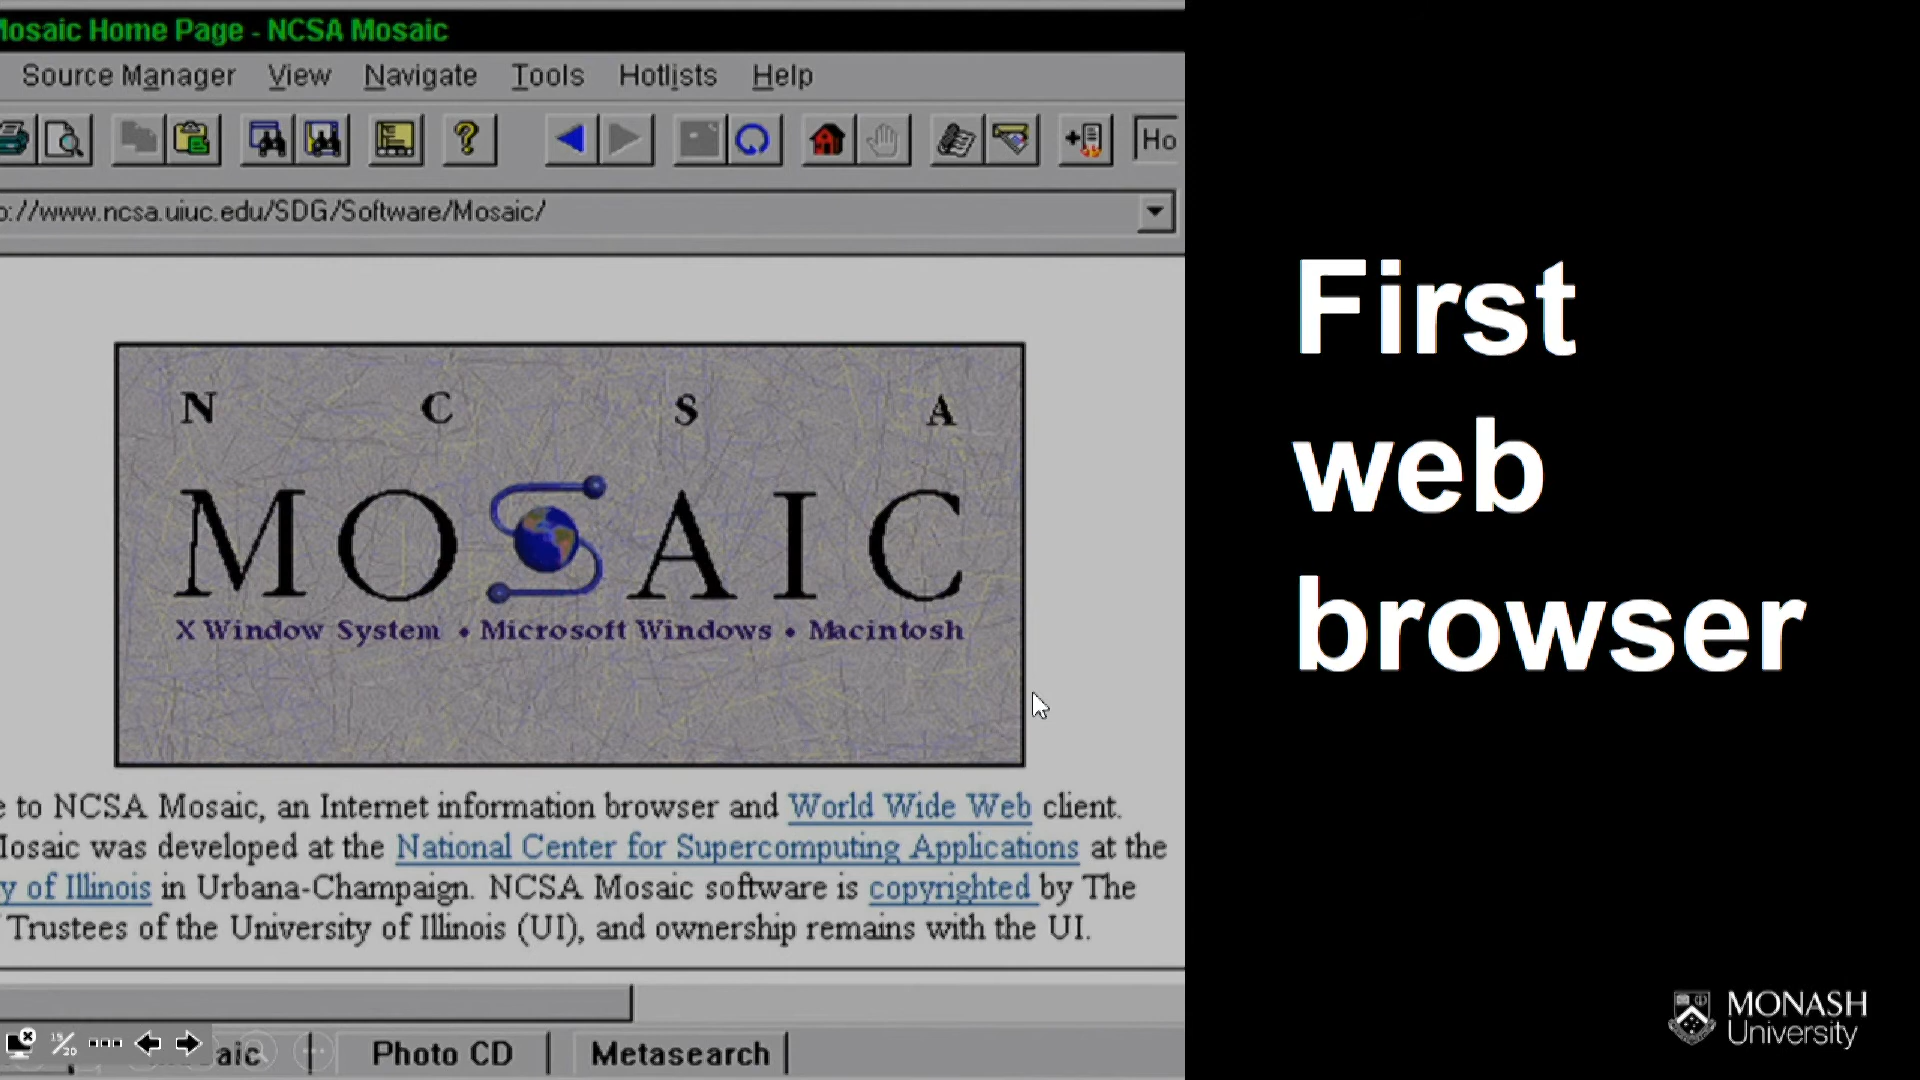 Mosaic Home Page - NCSA Mosaic
Source Manager View Navigate Tools Hotlists Help
Ho
p://www.ncsa.uiuc.edu/SDG/Software/Mosaic/
N C S A
MOSAIC
X Window System • Microsoft Windows • Macintosh
e to NCSA Mosaic, an Internet information browser and World Wide Web client.
Mosaic was developed at the National Center for Supercomputing Applications at the
y of Illinois in Urbana-Champaign. NCSA Mosaic software is copyrighted by The
Trustees of the University of Illinois (UI), and ownership remains with the UI.
aic Photo CD Metasearch
First
web
browser
MONASH
University